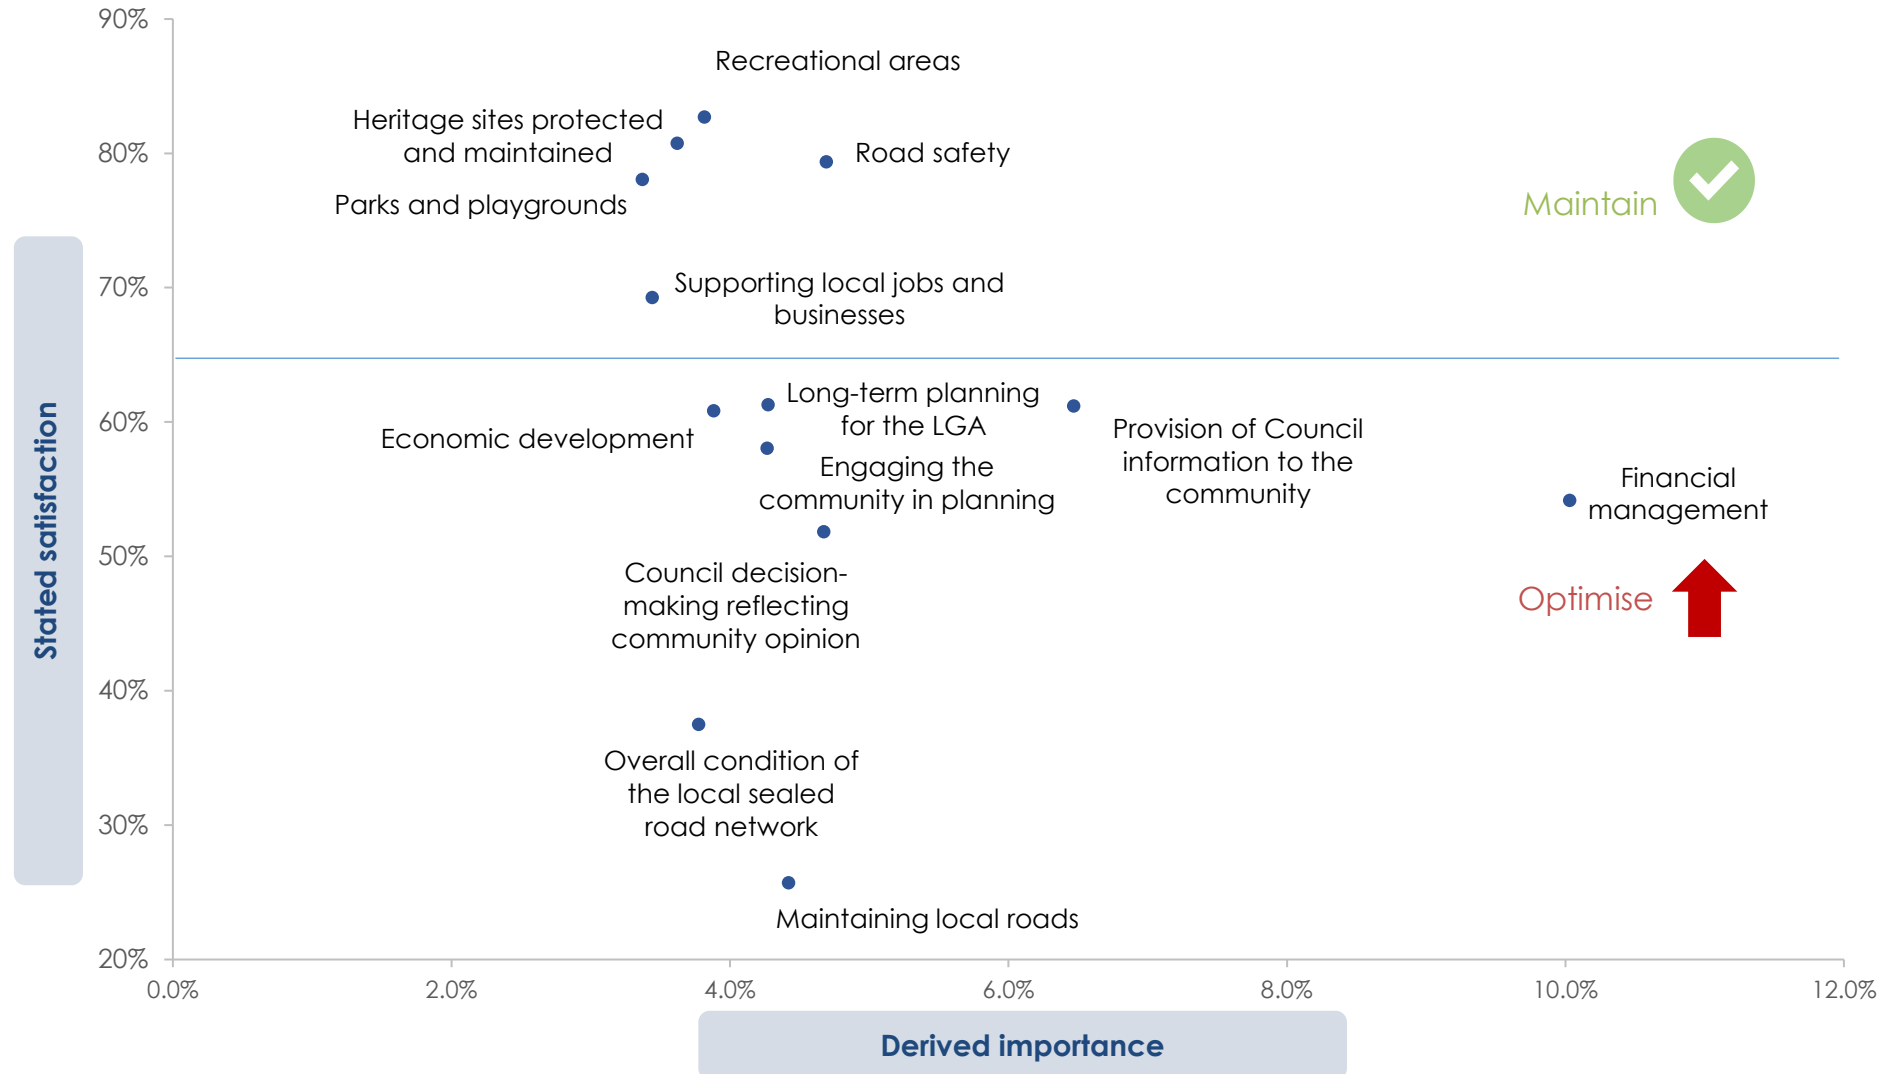 90%
Recreational areas
Heritage sites protected
and maintained
80%
Road safety
Parks and playgrounds
Maintain
70%
Supporting local jobs and
businesses
60%
Economic development
Long-term planning
for the LGA
Engaging the
community in planning
Provision of Council
information to the
community
Financial
management
50%
Council decision-
making reflecting
community opinion
Optimise
40%
Overall condition of
the local sealed
road network
30%
Maintaining local roads
20%
Stated satisfaction
0.0%
2.0%
4.0%
6.0%
8.0%
10.0%
12.0%
Derived importance